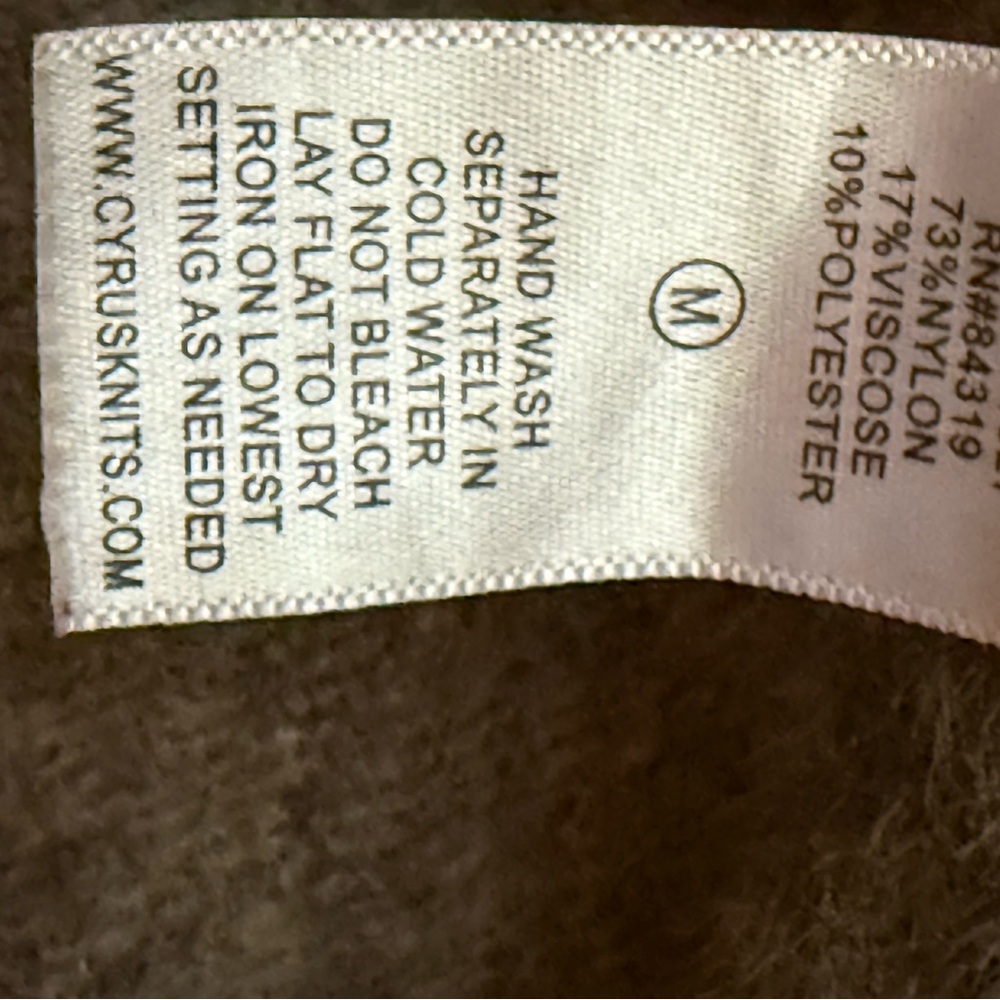 RN#84319
73%NYLON
17%VISCOSE
10%POLYESTER
M
HAND WASH
SEPARATELY IN
COLD WATER
DO NOT BLEACH
LAY FLAT TO DRY
IRON ON LOWEST
SETTING AS NEEDED
WWW.CYRUSKNITS.COM